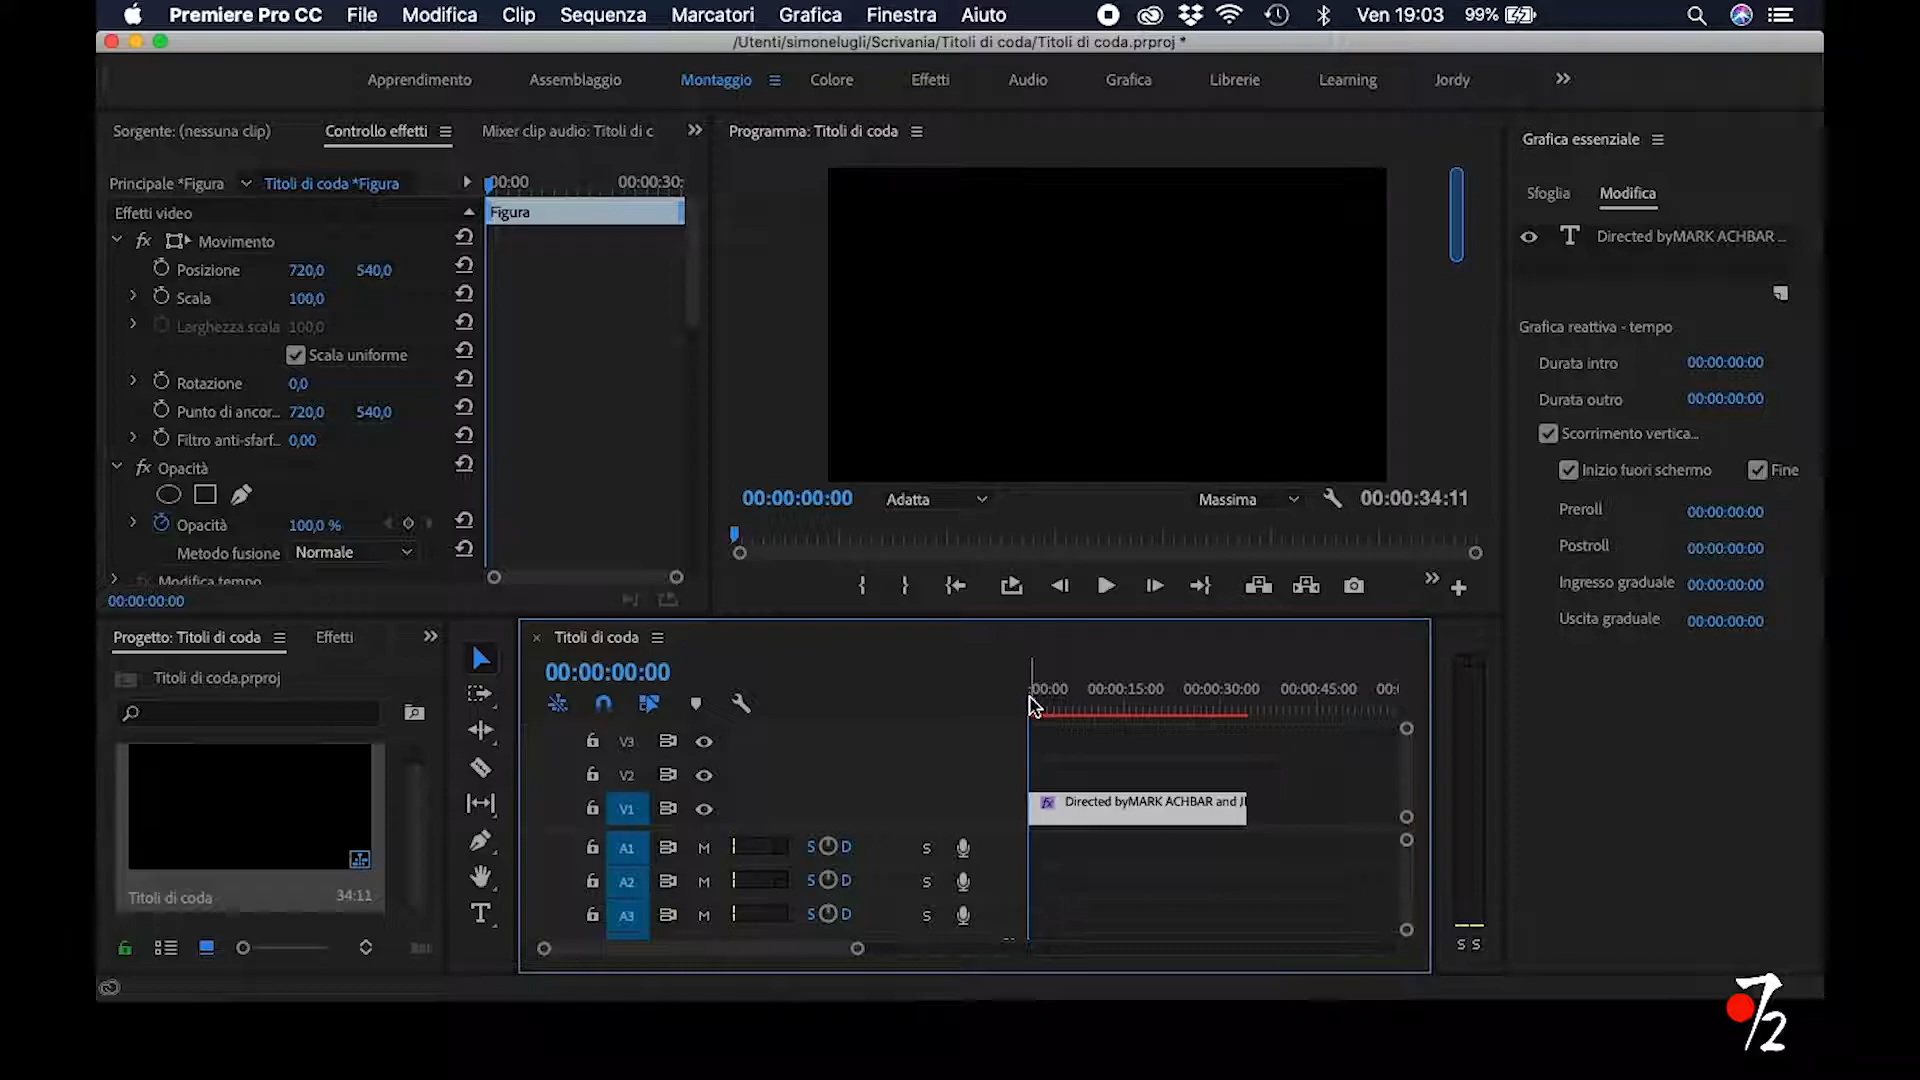 Premiere Pro CC File Modifica Clip Sequenza Marcatori Grafica Finestra Aiuto Ven 19:03 99%
/Utenti/simonelugli/Scrivania/Titoli di coda/Titoli di coda.prproj *
Apprendimento Assemblaggio Montaggio Colore Effetti Audio Grafica Librerie Learning Jordy
Sorgente: (nessuna clip) Controllo effetti Mixer clip audio: Titoli di c
Programma: Titoli di coda
Grafica essenziale
Principale *Figura Titoli di coda *Figura
:00:00 00:00:30:
Effetti video
Figura
fx Movimento
Posizione 720,0 540,0
Scala 100,0
Larghezza scala 100,0
Scala uniforme
Rotazione 0,0
Punto di ancor... 720,0 540,0
Filtro anti-sfarf... 0,00
fx Opacità
Opacità 100,0 %
Metodo fusione Normale
fx Modifica tempo
00:00:00:00
00:00:00:00 Adatta Massima 00:00:34:11
Sfoglia Modifica
T Directed byMARK ACHBAR ...
Grafica reattiva - tempo
Durata intro 00:00:00:00
Durata outro 00:00:00:00
Scorrimento vertica...
Inizio fuori schermo Fine
Preroll 00:00:00:00
Postroll 00:00:00:00
Ingresso graduale 00:00:00:00
Uscita graduale 00:00:00:00
Progetto: Titoli di coda Effetti
Titoli di coda.prproj
Titoli di coda 34:11
T
Titoli di coda
00:00:00:00
:00:00 00:00:15:00 00:00:30:00 00:00:45:00 00:(
V3
V2
V1 fx Directed byMARK ACHBAR and JI
A1 M S D S
A2 M S D S
A3 M S D S
S S
7/2